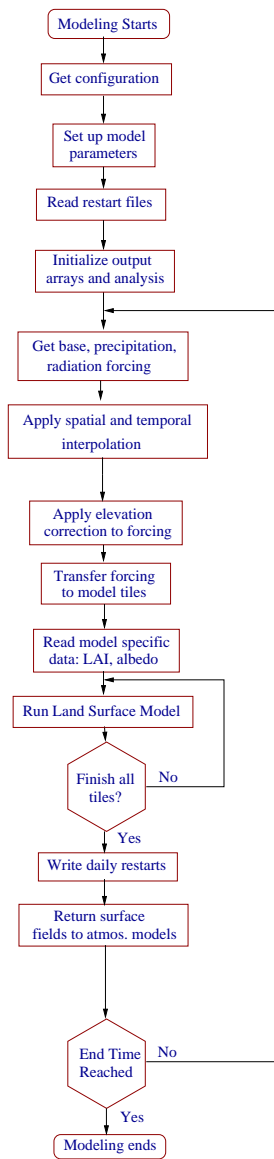 Modeling Starts
Get configuration
Set up model
parameters
Read restart files
Initialize output
arrays and analysis
Get base, precipitation,
radiation forcing
Apply spatial and temporal
interpolation
Apply elevation
correction to forcing
Transfer forcing
to model tiles
Read model specific
data: LAI, albedo
Run Land Surface Model
Finish all
tiles?
No
Yes
Write daily restarts
Return surface
fields to atmos. models
End Time
Reached
No
Yes
Modeling ends